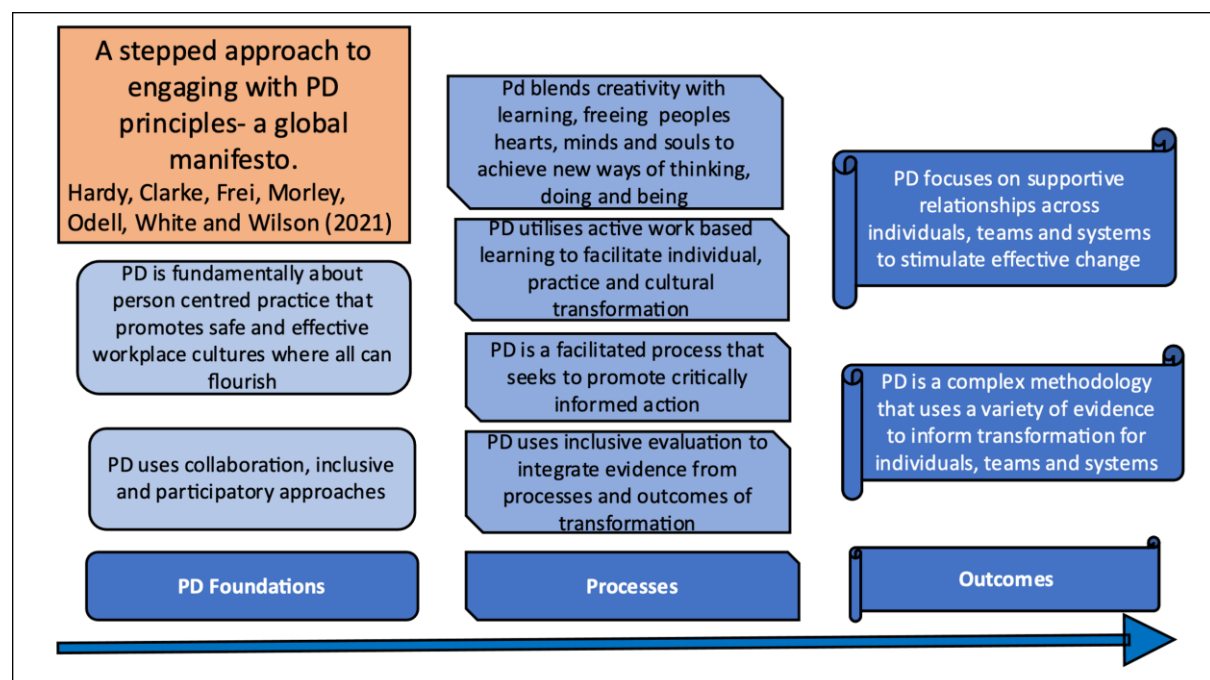 A stepped approach to
engaging with PD
principles- a global
manifesto.
Hardy, Clarke, Frei, Morley,
Odell, White and Wilson (2021)
PD is fundamentally about
person centred practice that
promotes safe and effective
workplace cultures where all can
flourish
PD uses collaboration, inclusive
and participatory approaches
PD Foundations
Pd blends creativity with
learning, freeing peoples
hearts, minds and souls to
achieve new ways of thinking,
doing and being
PD utilises active work based
learning to facilitate individual,
practice and cultural
transformation
PD is a facilitated process that
seeks to promote critically
informed action
PD uses inclusive evaluation to
integrate evidence from
processes and outcomes of
transformation
Processes
PD focuses on supportive
relationships across
individuals, teams and systems
to stimulate effective change
PD is a complex methodology
that uses a variety of evidence
to inform transformation for
individuals, teams and systems
Outcomes